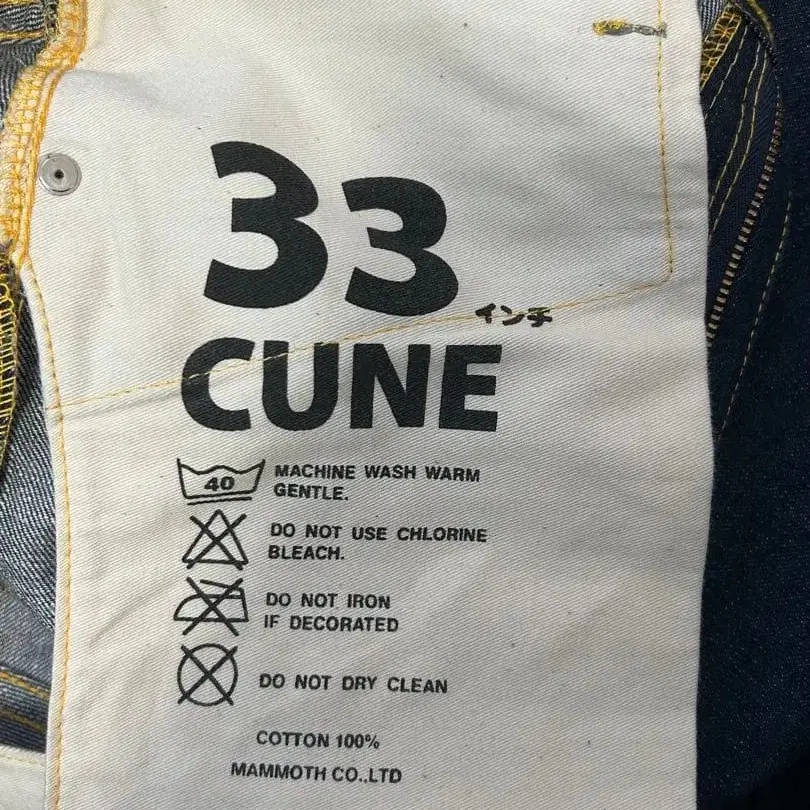 33
インチ
CUNE
40
MACHINE WASH WARM
GENTLE.
DO NOT USE CHLORINE
BLEACH.
DO NOT IRON
IF DECORATED
DO NOT DRY CLEAN
COTTON 100%
MAMMOTH CO.,LTD